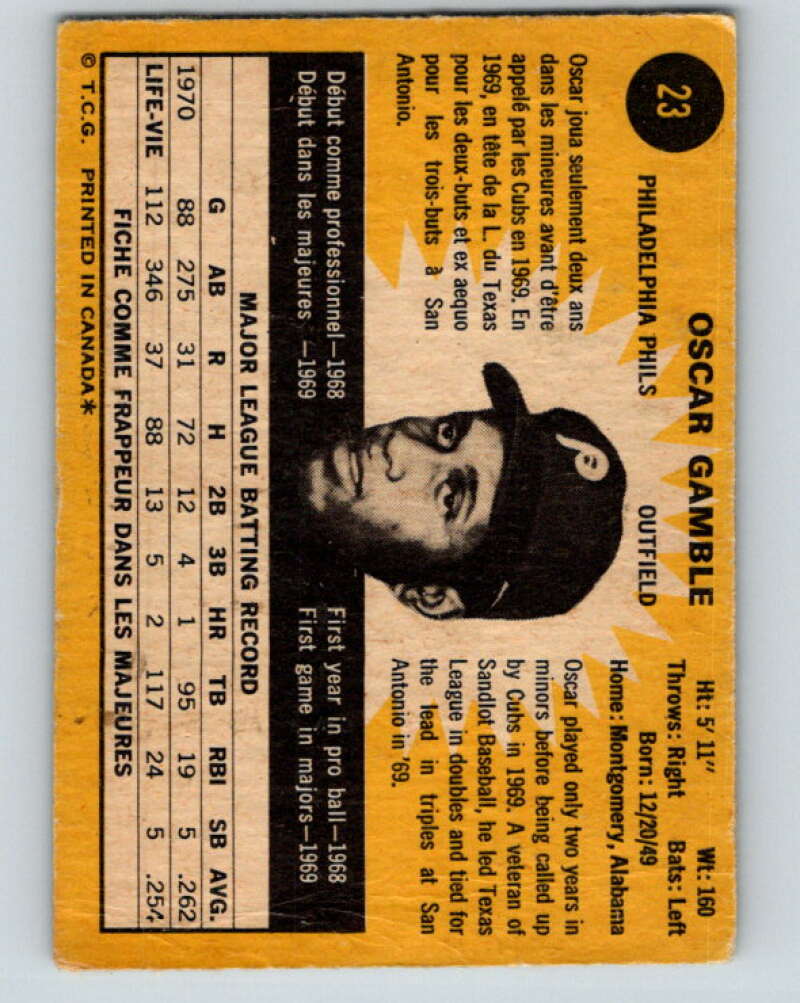 23
OSCAR GAMBLE
PHILADELPHIA PHILS OUTFIELD
Ht: 5' 11" Wt: 160
Throws: Right Bats: Left
Born: 12/20/49
Home: Montgomery, Alabama
Oscar joua seulement deux ans
dans les mineures avant d'être
appelé par les Cubs en 1969. En
1969, en tête de la L. du Texas
pour les deux-buts et ex aequo
pour les trois-buts à San
Antonio.
Oscar played only two years in
minors before being called up
by Cubs in 1969. A veteran of
Sandlot Baseball, he led Texas
League in doubles and tied for
the lead in triples at San
Antonio in '69.
Début comme professionnel—1968
Début dans les majeures —1969
First year in pro ball—1968
First game in majors—1969
MAJOR LEAGUE BATTING RECORD
G AB R H 2B 3B HR TB RBI SB AVG.
1970 88 275 31 72 12 4 1 95 19 5 .262
LIFE-VIE 112 346 37 88 13 5 2 117 24 5 .254
FICHE COMME FRAPPEUR DANS LES MAJEURES
© T.C.G. PRINTED IN CANADA*